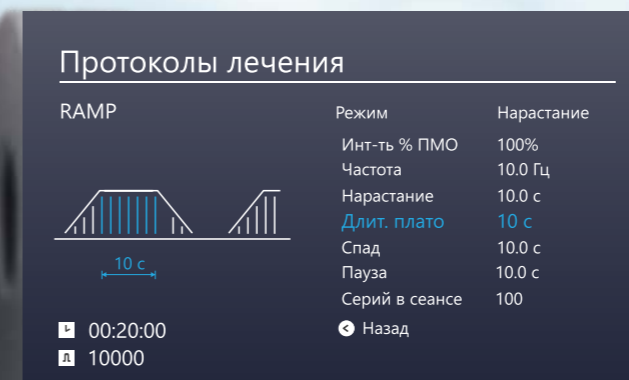 Протоколы лечения
RAMP
Режим Нарастание
Инт-ть % ПМО 100%
Частота 10.0 Гц
Нарастание 10.0 с
Длит. плато 10 с
Спад 10.0 с
Пауза 10.0 с
Серий в сеансе 100
Назад
10 с
00:20:00
10000